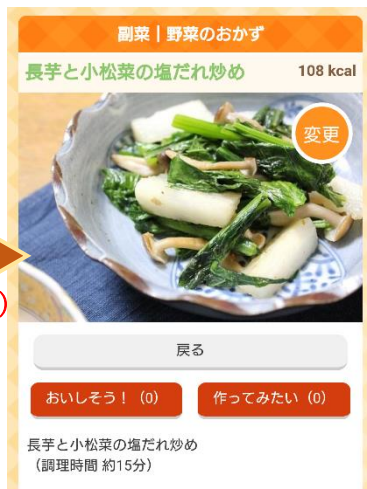 副菜｜野菜のおかず
長芋と小松菜の塩だれ炒め 108 kcal
変更
戻る
おいしそう！（0） 作ってみたい（0）
長芋と小松菜の塩だれ炒め
（調理時間 約15分）